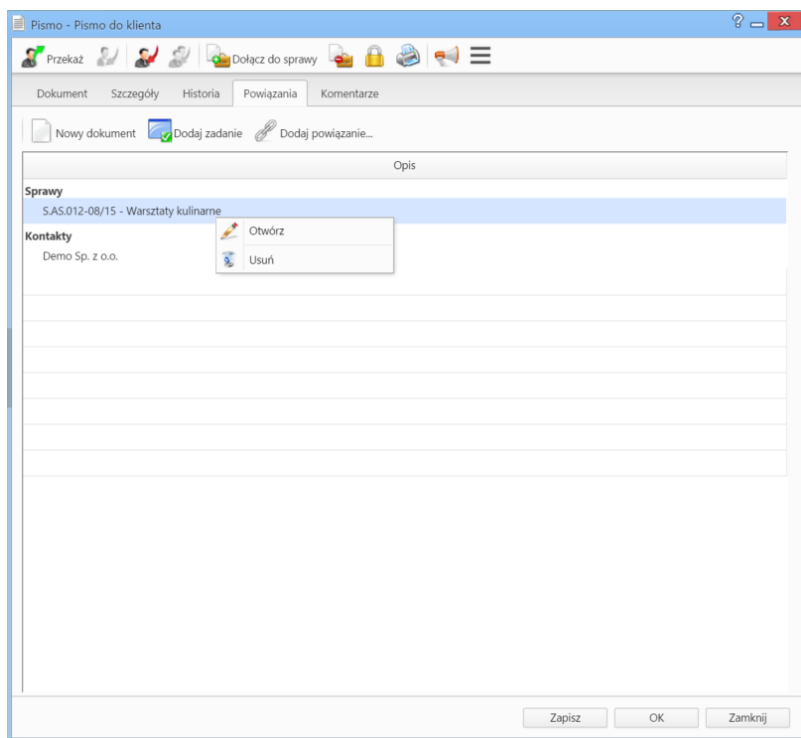 Pismo - Pismo do klienta
Przekaż Dołącz do sprawy
Dokument Szczegóły Historia Powiązania Komentarze
Nowy dokument Dodaj zadanie Dodaj powiązanie...
Opis
Sprawy
S.AS.012-08/15 - Warsztaty kulinarne
Otwórz
Kontakty
Demo Sp. z o.o.
Usuń
Zapisz OK Zamknij